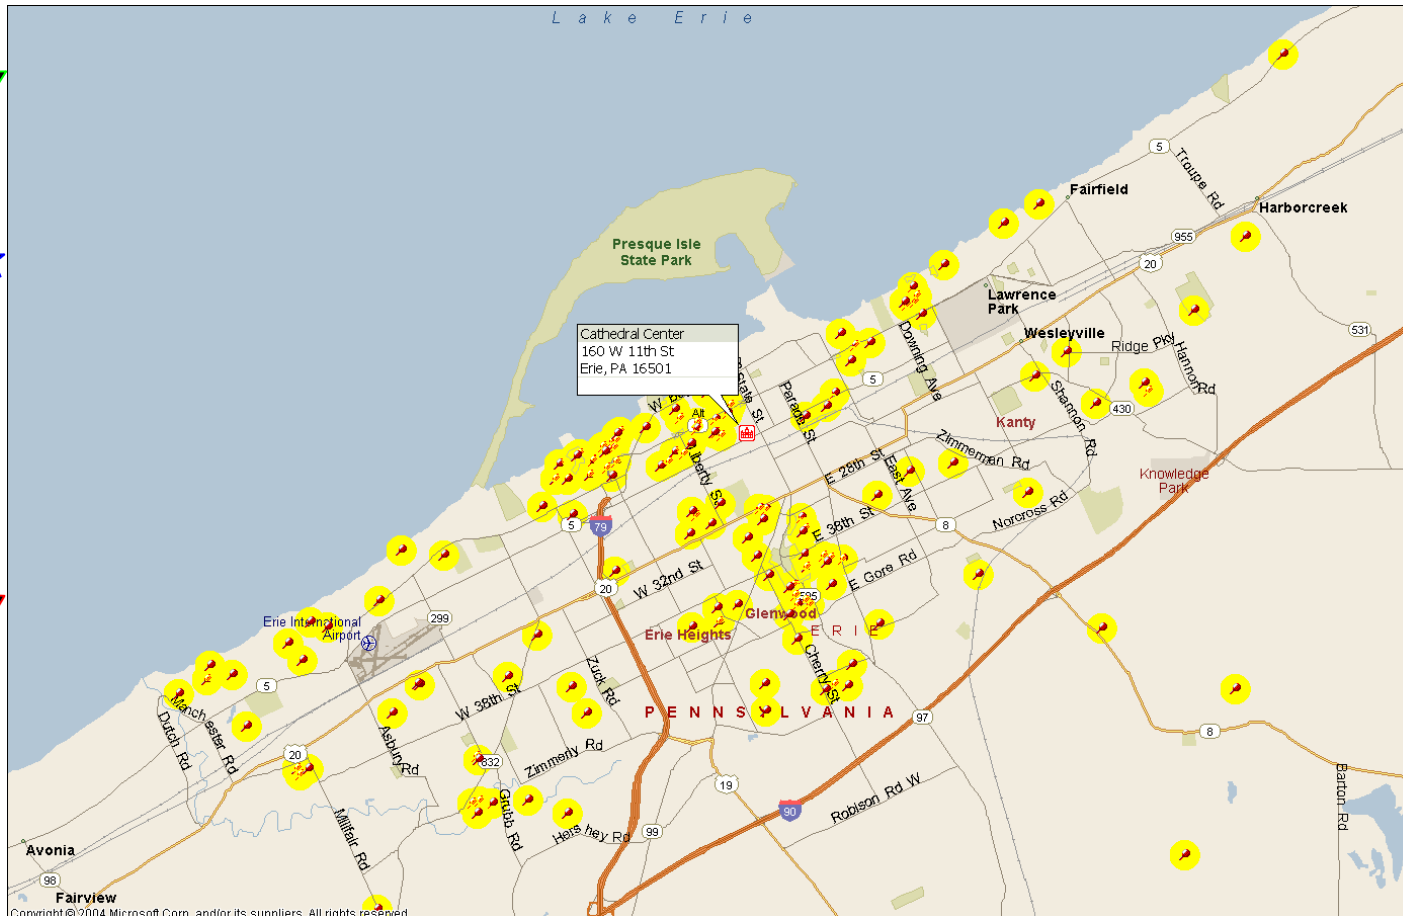 Lake Erie
5
Troupe Rd
Fairfield
Harborcreek
955
20
Presque Isle
State Park
Lawrence
Park
Wesleyville
531
Ridge Pky
Hannon Rd
Downing Ave
Cathedral Center
160 W 11th St
Erie, PA 16501
State St
Parade St
5
Shannon Rd
430
Alt
Kanty
Liberty St
Zimmerman Rd
E 28th St
East Ave
Knowledge
Park
Norcross Rd
E 38th St
8
5
79
W 32nd St
E Gore Rd
20
Glenwood
ERIE
Erie Heights
Erie International
Airport
299
Cherry St
Zuck Rd
W 38th St
5
PENNSYLVANIA
97
Manchester Rd
Dutch Rd
Asbury Rd
20
832
Zimmerly Rd
8
19
Grubb Rd
Robison Rd W
90
Barton Rd
Millfair Rd
Hershey Rd
99
Avonia
98
Fairview
Copyright © 2004 Microsoft Corp. and/or its suppliers. All rights reserved.